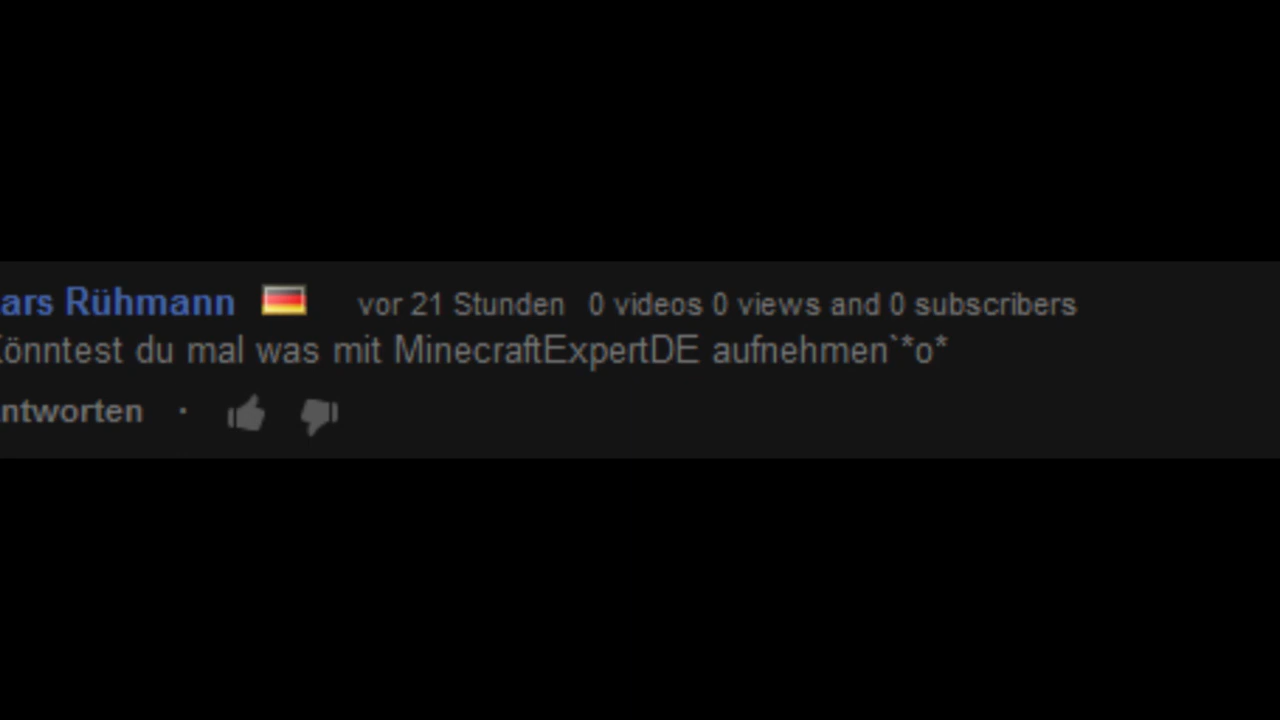 ars Rühmann vor 21 Stunden 0 videos 0 views and 0 subscribers
Könntest du mal was mit MinecraftExpertDE aufnehmen`*o*
ntworten ·